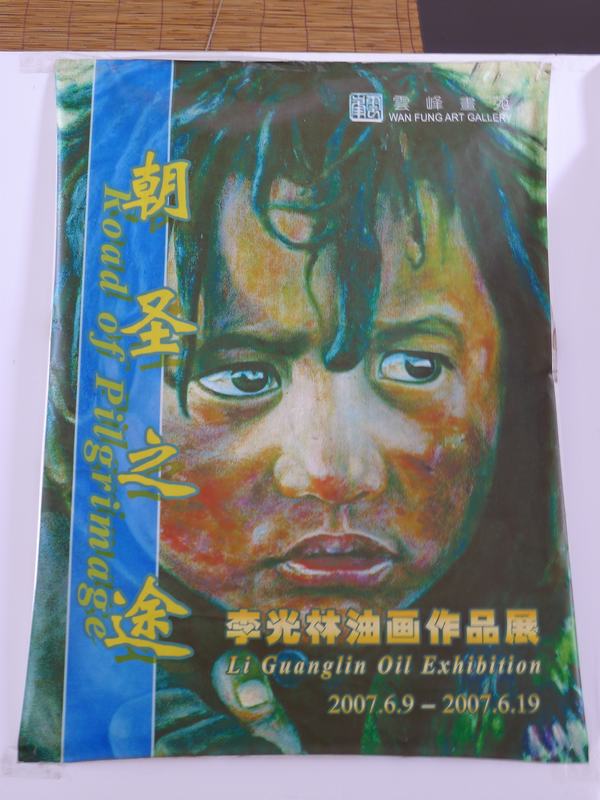 雲峰畫苑
WAN FUNG ART GALLERY
朝圣之途
Road of Pilgrimage
李光林油画作品展
Li Guanglin Oil Exhibition
2007.6.9 – 2007.6.19